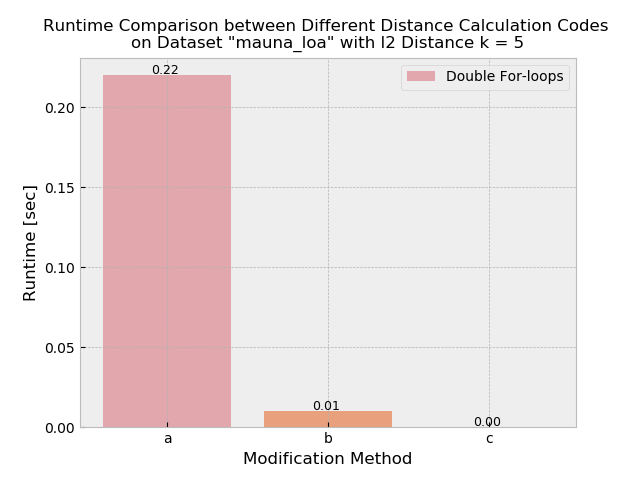 Runtime Comparison between Different Distance Calculation Codes
on Dataset "mauna_loa" with l2 Distance k = 5
Double For-loops
0.22
0.01
0.00
Runtime [sec]
0.20
0.15
0.10
0.05
0.00
a b c
Modification Method